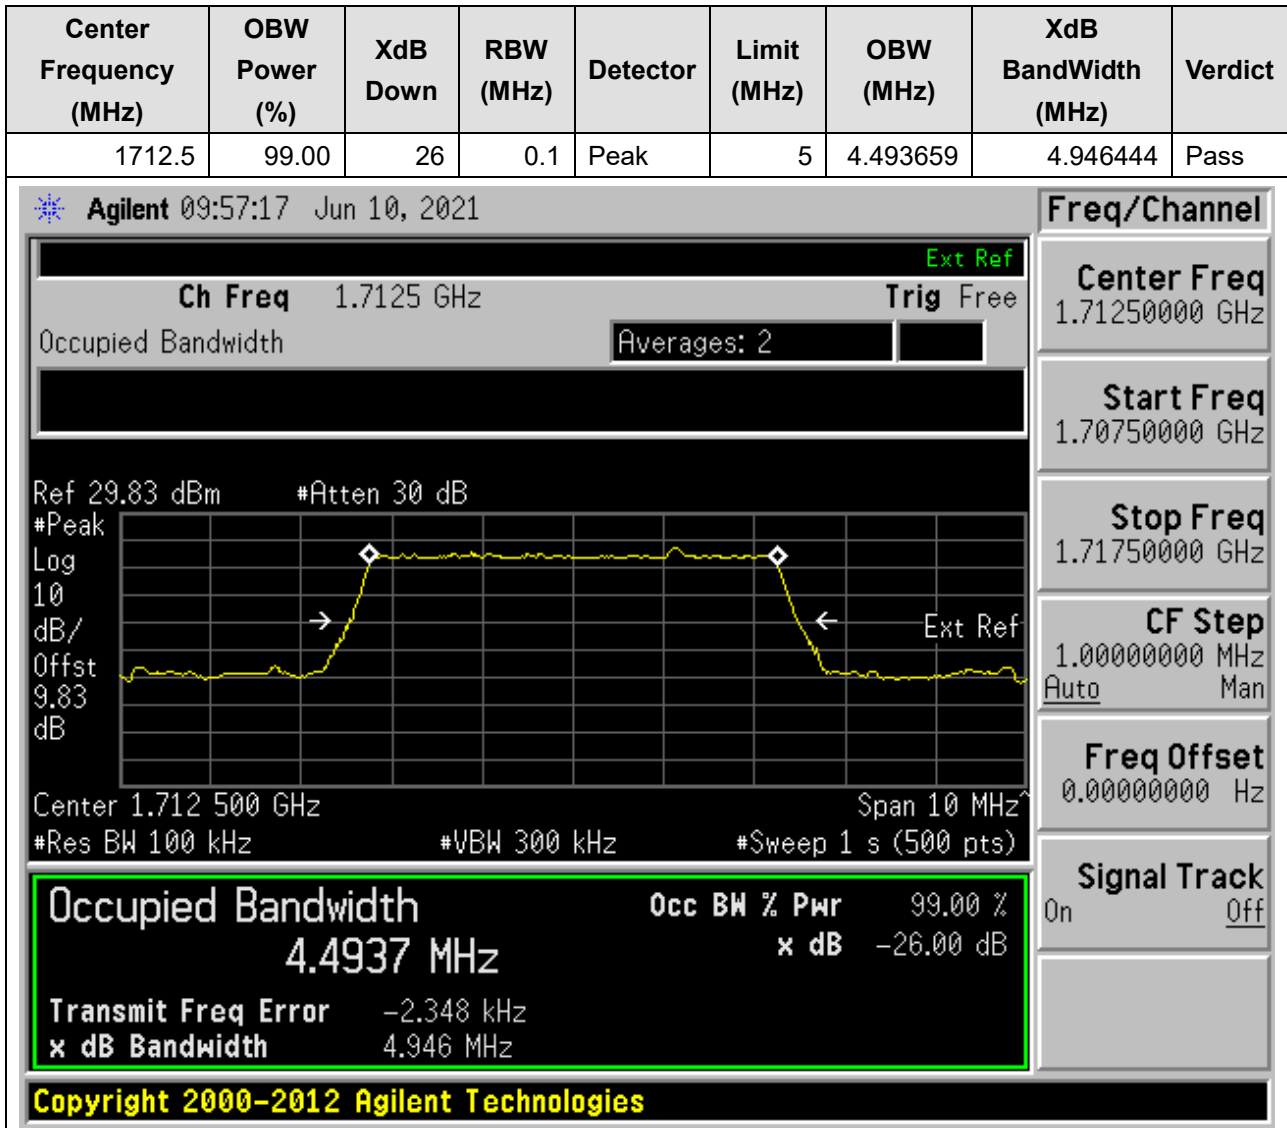 Center Frequency (MHz) OBW Power (%) XdB Down RBW (MHz) Detector Limit (MHz) OBW (MHz) XdB BandWidth (MHz) Verdict
1712.5 99.00 26 0.1 Peak 5 4.493659 4.946444 Pass
Agilent 09:57:17 Jun 10, 2021
Ext Ref
Ch Freq 1.7125 GHz Trig Free
Occupied Bandwidth Averages: 2
Ref 29.83 dBm #Atten 30 dB
#Peak
Log
10
dB/
Offst
9.83
dB
Ext Ref
Center 1.712 500 GHz Span 10 MHz^
#Res BW 100 kHz #VBW 300 kHz #Sweep 1 s (500 pts)
Occupied Bandwidth Occ BW % Pwr 99.00 %
4.4937 MHz x dB -26.00 dB
Transmit Freq Error -2.348 kHz
x dB Bandwidth 4.946 MHz
Freq/Channel
Center Freq
1.71250000 GHz
Start Freq
1.70750000 GHz
Stop Freq
1.71750000 GHz
CF Step
1.00000000 MHz
Auto Man
Freq Offset
0.00000000 Hz
Signal Track
On Off
Copyright 2000-2012 Agilent Technologies